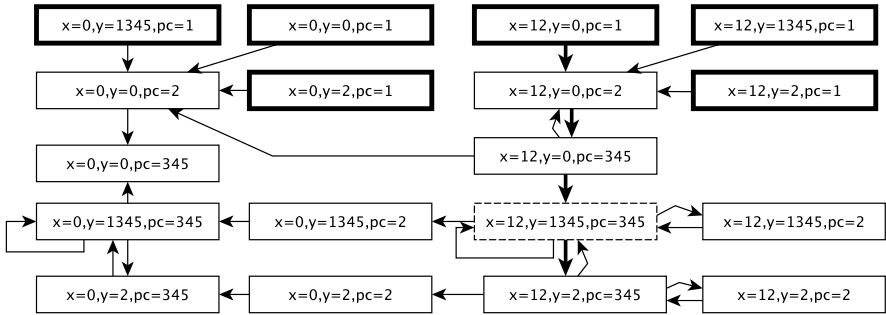 x=0,y=1345,pc=1
x=0,y=0,pc=1
x=12,y=0,pc=1
x=12,y=1345,pc=1
x=0,y=0,pc=2
x=0,y=2,pc=1
x=12,y=0,pc=2
x=12,y=2,pc=1
x=0,y=0,pc=345
x=12,y=0,pc=345
x=0,y=1345,pc=345
x=0,y=1345,pc=2
x=12,y=1345,pc=345
x=12,y=1345,pc=2
x=0,y=2,pc=345
x=0,y=2,pc=2
x=12,y=2,pc=345
x=12,y=2,pc=2